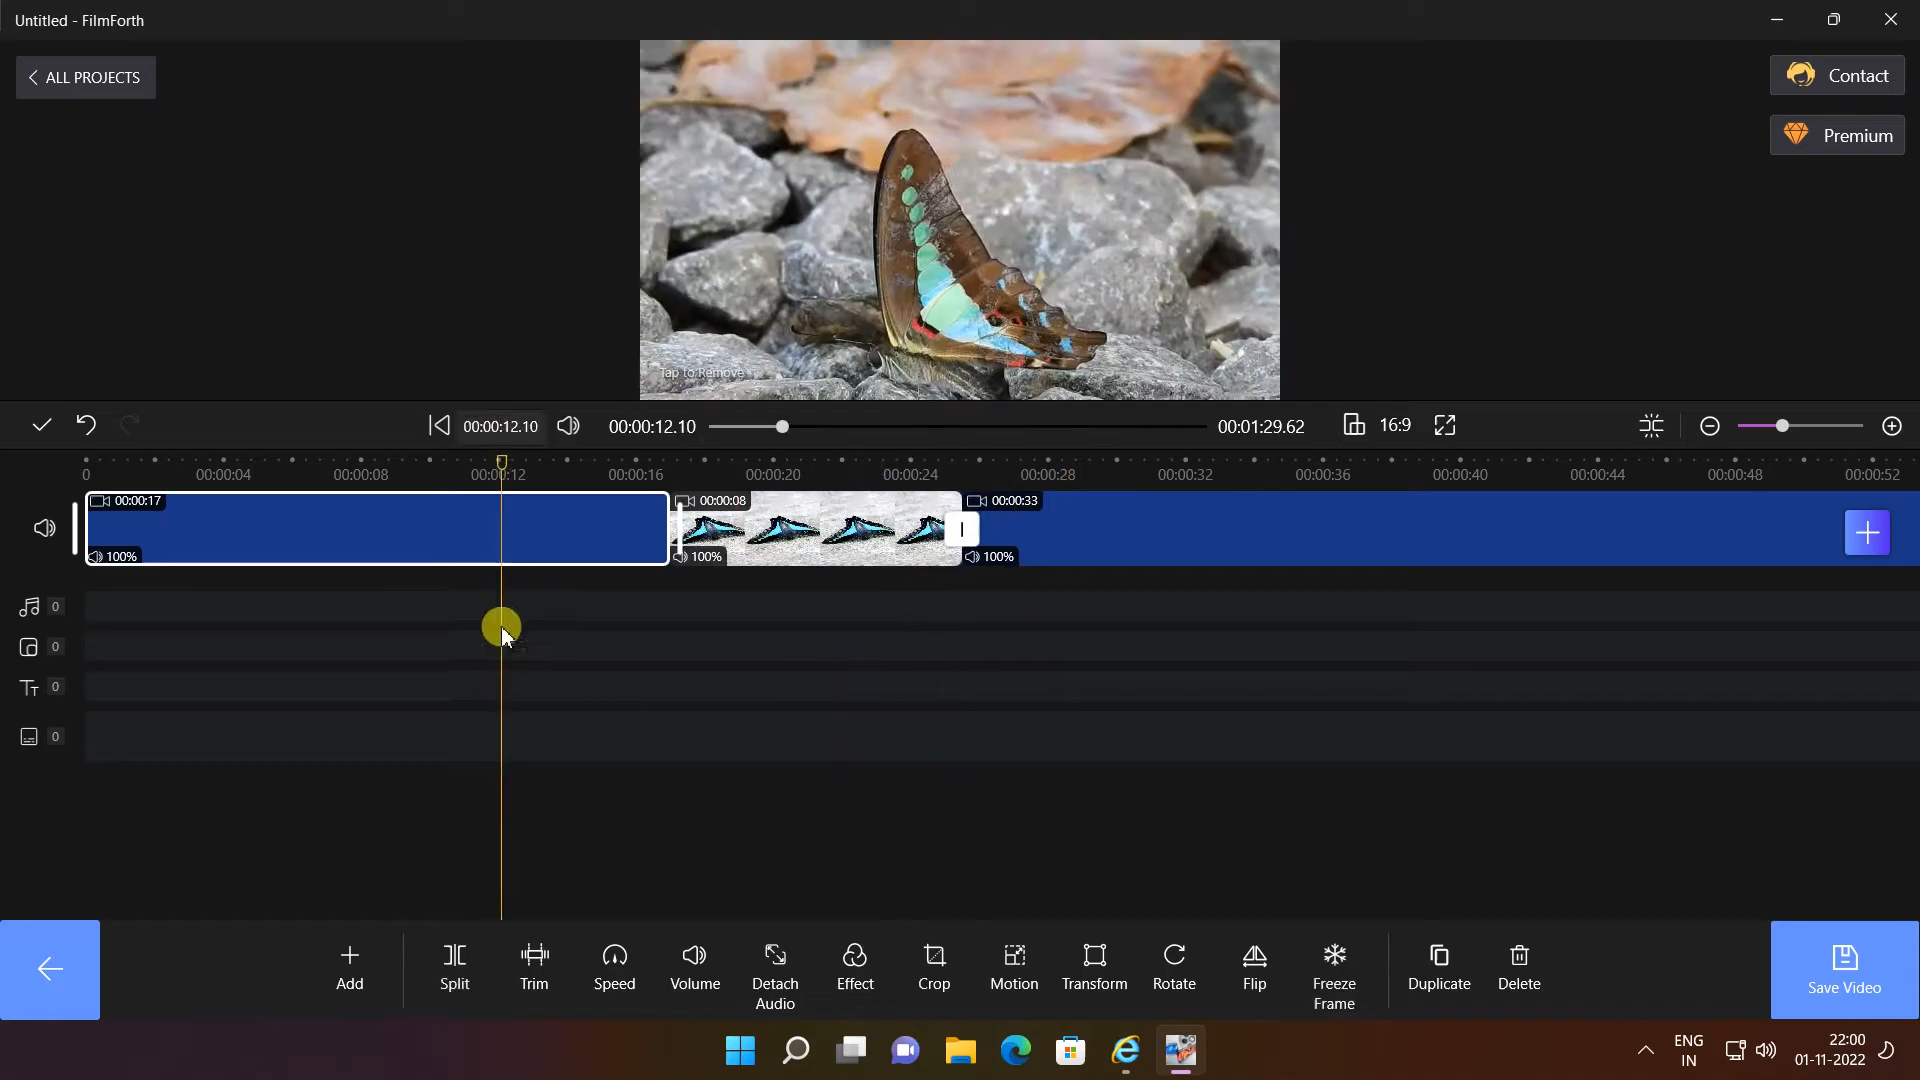 Untitled - FilmForth
ALL PROJECTS
Contact
Premium
Tap to Remove
00:00:12.10
00:00:12.10
00:01:29.62
16:9
0
00:00:04
00:00:08
00:00:12
00:00:16
00:00:20
00:00:24
00:00:28
00:00:32
00:00:36
00:00:40
00:00:44
00:00:48
00:00:52
00:00:17
00:00:08
00:00:33
100%
100%
100%
0
0
0
0
Add
Split
Trim
Speed
Volume
Detach
Audio
Effect
Crop
Motion
Transform
Rotate
Flip
Freeze
Frame
Duplicate
Delete
Save Video
ENG
IN
22:00
01-11-2022